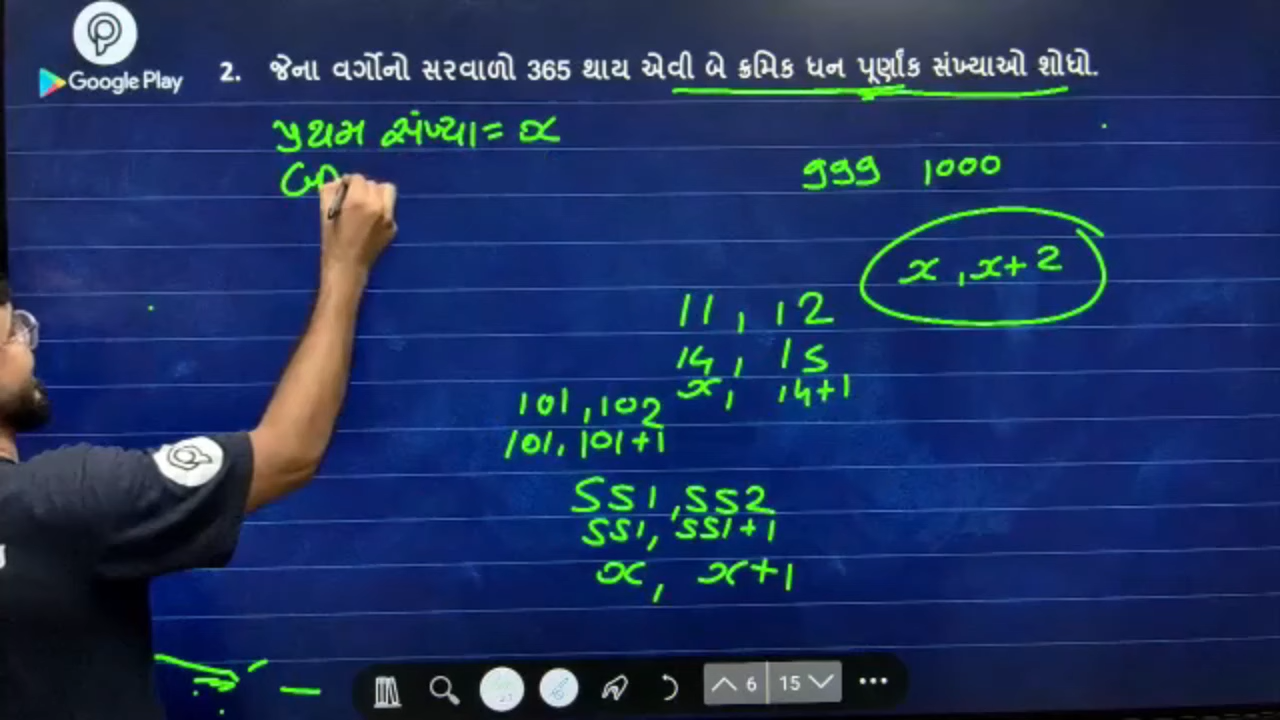 Google Play
2. જેના વર્ગોનો સરવાળો 365 થાય એવી બે ક્રમિક ધન પૂર્ણાંક સંખ્યાઓ શોધો.
પ્રથમ સંખ્યા = x
999 1000
x, x+2
11, 12
14, 15
x, 14+1
101, 102
101, 101+1
551, 552
551, 551+1
x, x+1
6 15